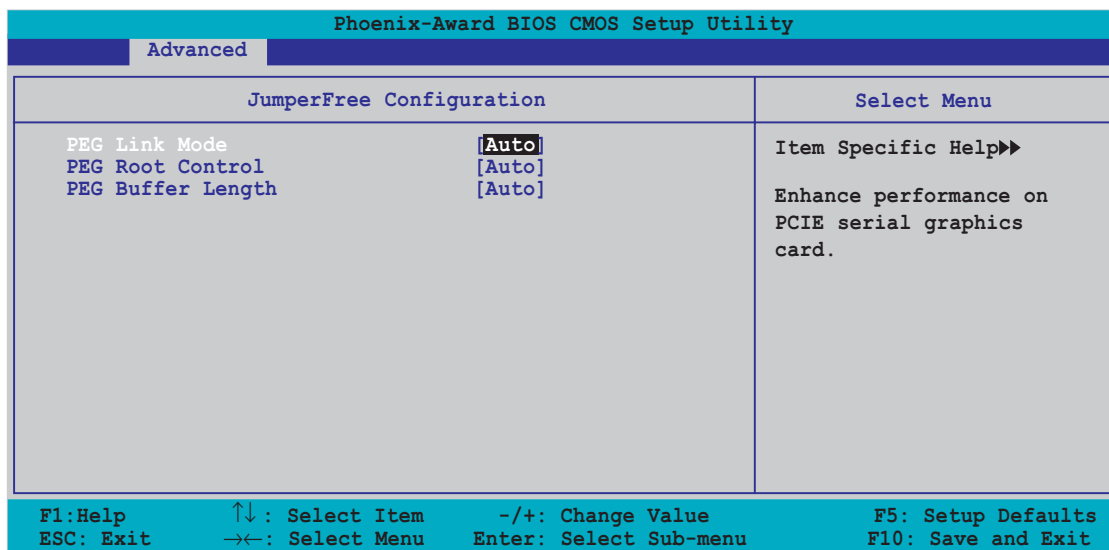 Phoenix-Award BIOS CMOS Setup Utility
Advanced
JumperFree Configuration
Select Menu
PEG Link Mode [Auto]
PEG Root Control [Auto]
PEG Buffer Length [Auto]
Item Specific Help▶▶
Enhance performance on
PCIE serial graphics
card.
F1:Help ↑↓: Select Item -/+: Change Value F5: Setup Defaults
ESC: Exit →←: Select Menu Enter: Select Sub-menu F10: Save and Exit